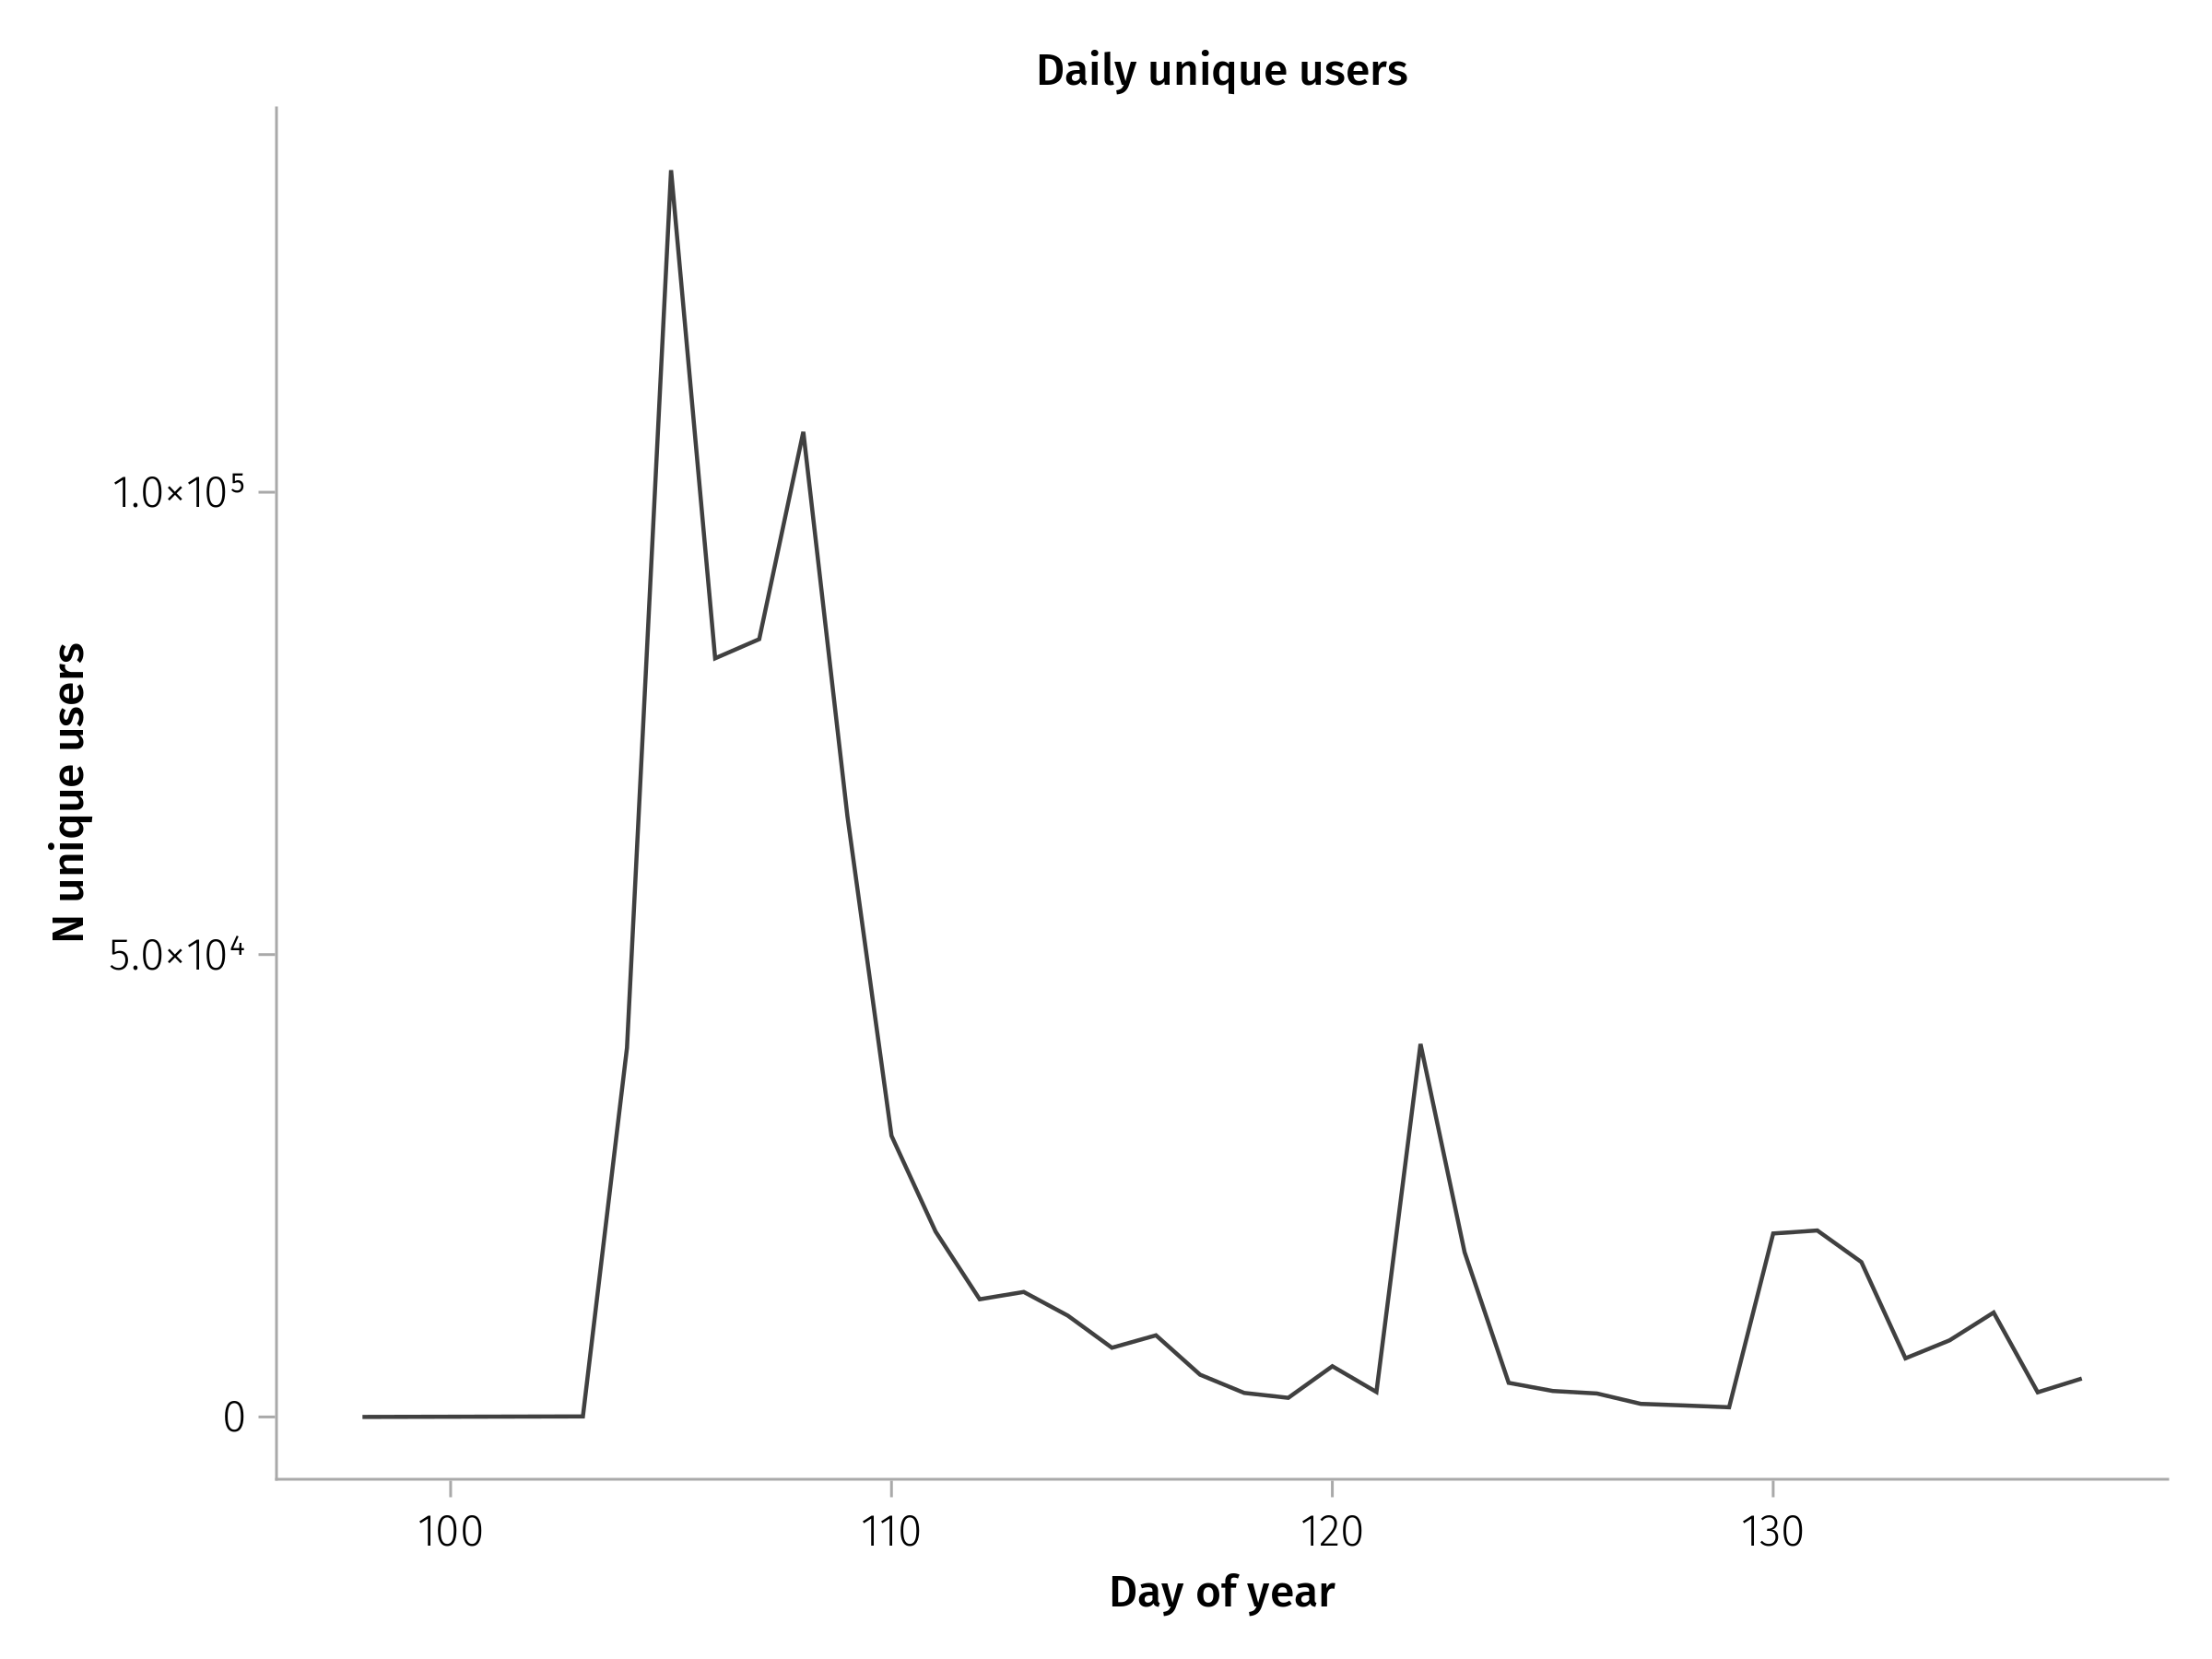 Daily unique users
N unique users
1.0×10⁵
5.0×10⁴
0
100 110 120 130
Day of year